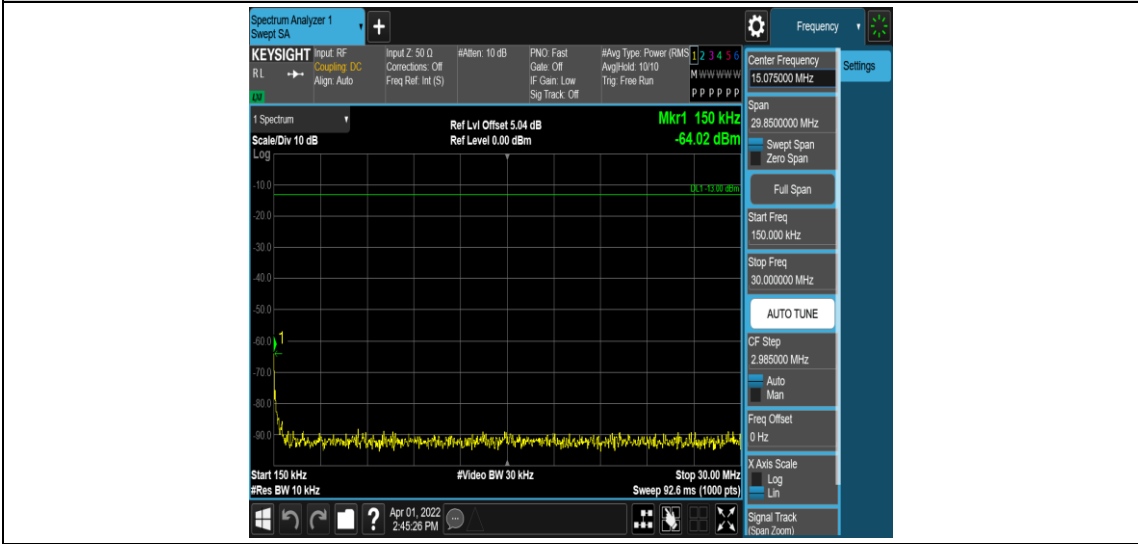 Spectrum Analyzer 1
Swept SA
+
Frequency
KEYSIGHT
RL
Input: RF
Coupling: DC
Align: Auto
Input Z: 50 Ω
Corrections: Off
Freq Ref: Int (S)
#Atten: 10 dB
PNO: Fast
Gate: Off
IF Gain: Low
Sig Track: Off
#Avg Type: Power (RMS
Avg|Hold: 10/10
Trig: Free Run
1 2 3 4 5 6
M W W W W W
P P P P P P
1 Spectrum
Scale/Div 10 dB
Log
Ref Lvl Offset 5.04 dB
Ref Level 0.00 dBm
Mkr1 150 kHz
-64.02 dBm
DL1 -13.00 dBm
-10.0
-20.0
-30.0
-40.0
-50.0
-60.0
1
-70.0
-80.0
-90.0
Start 150 kHz
#Res BW 10 kHz
#Video BW 30 kHz
Stop 30.00 MHz
Sweep 92.6 ms (1000 pts)
?
Apr 01, 2022
2:45:26 PM
Center Frequency
15.075000 MHz
Settings
Span
29.8500000 MHz
Swept Span
Zero Span
Full Span
Start Freq
150.000 kHz
Stop Freq
30.000000 MHz
AUTO TUNE
CF Step
2.985000 MHz
Auto
Man
Freq Offset
0 Hz
X Axis Scale
Log
Lin
Signal Track
(Span Zoom)